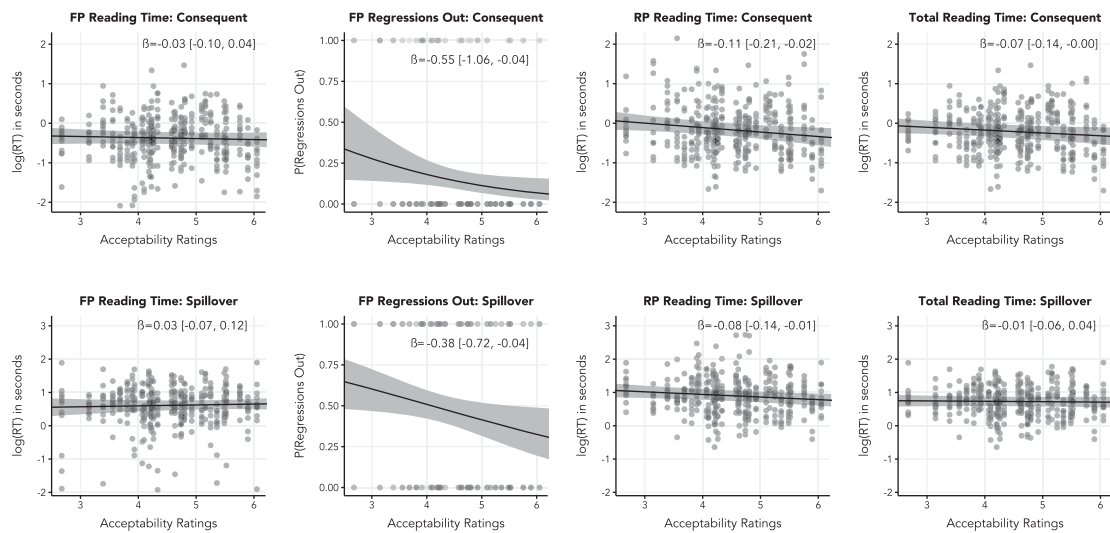 FP Reading Time: Consequent
FP Regressions Out: Consequent
RP Reading Time: Consequent
Total Reading Time: Consequent
ß=-0.03 [-0.10, 0.04]
ß=-0.55 [-1.06, -0.04]
ß=-0.11 [-0.21, -0.02]
ß=-0.07 [-0.14, -0.00]
log(RT) in seconds
2
1
0
-1
-2
3 4 5 6
Acceptability Ratings
P(Regressions Out)
1.00
0.75
0.50
0.25
0.00
3 4 5 6
Acceptability Ratings
log(RT) in seconds
2
1
0
-1
-2
3 4 5 6
Acceptability Ratings
log(RT) in seconds
2
1
0
-1
-2
3 4 5 6
Acceptability Ratings
FP Reading Time: Spillover
FP Regressions Out: Spillover
RP Reading Time: Spillover
Total Reading Time: Spillover
ß=0.03 [-0.07, 0.12]
ß=-0.38 [-0.72, -0.04]
ß=-0.08 [-0.14, -0.01]
ß=-0.01 [-0.06, 0.04]
log(RT) in seconds
3
2
1
0
-1
-2
3 4 5 6
Acceptability Ratings
P(Regressions Out)
1.00
0.75
0.50
0.25
0.00
3 4 5 6
Acceptability Ratings
log(RT) in seconds
3
2
1
0
-1
-2
3 4 5 6
Acceptability Ratings
log(RT) in seconds
3
2
1
0
-1
-2
3 4 5 6
Acceptability Ratings